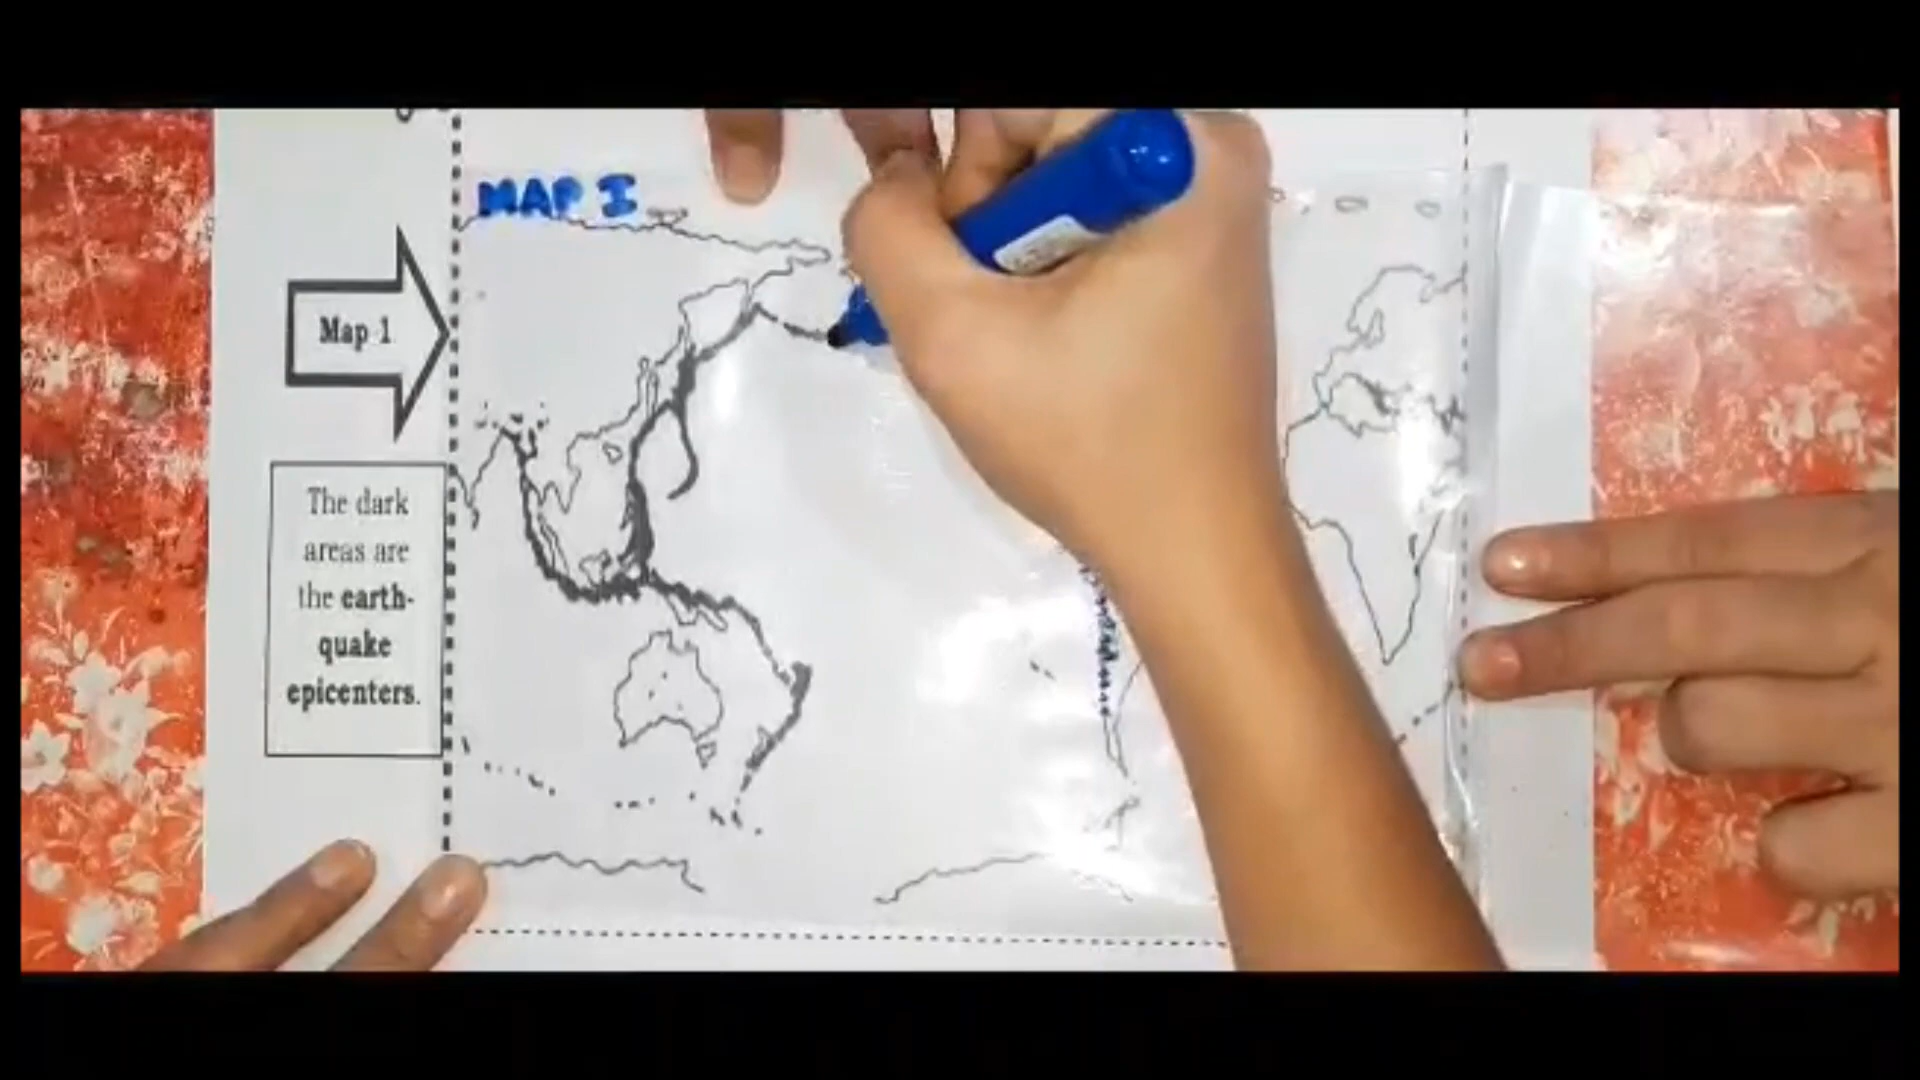 MAP I
Map 1
The dark
areas are
the earth-
quake
epicenters.